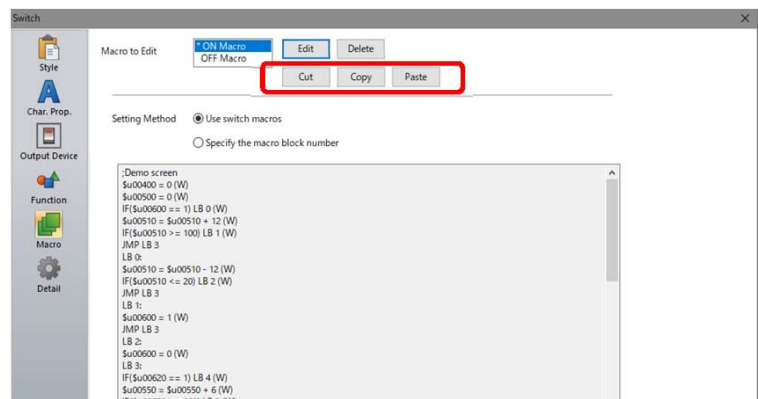 Switch
Style
Char. Prop.
Output Device
Function
Macro
Detail
Macro to Edit
* ON Macro
OFF Macro
Edit Delete
Cut Copy Paste
Setting Method Use switch macros
Specify the macro block number
;Demo screen
$u00400 = 0 (W)
$u00500 = 0 (W)
IF($u00600 == 1) LB 0 (W)
$u00510 = $u00510 + 12 (W)
IF($u00510 >= 100) LB 1 (W)
JMP LB 3
LB 0:
$u00510 = $u00510 - 12 (W)
IF($u00510 <= 20) LB 2 (W)
JMP LB 3
LB 1:
$u00600 = 1 (W)
JMP LB 3
LB 2:
$u00600 = 0 (W)
LB 3:
IF($u00620 == 1) LB 4 (W)
$u00550 = $u00550 + 6 (W)